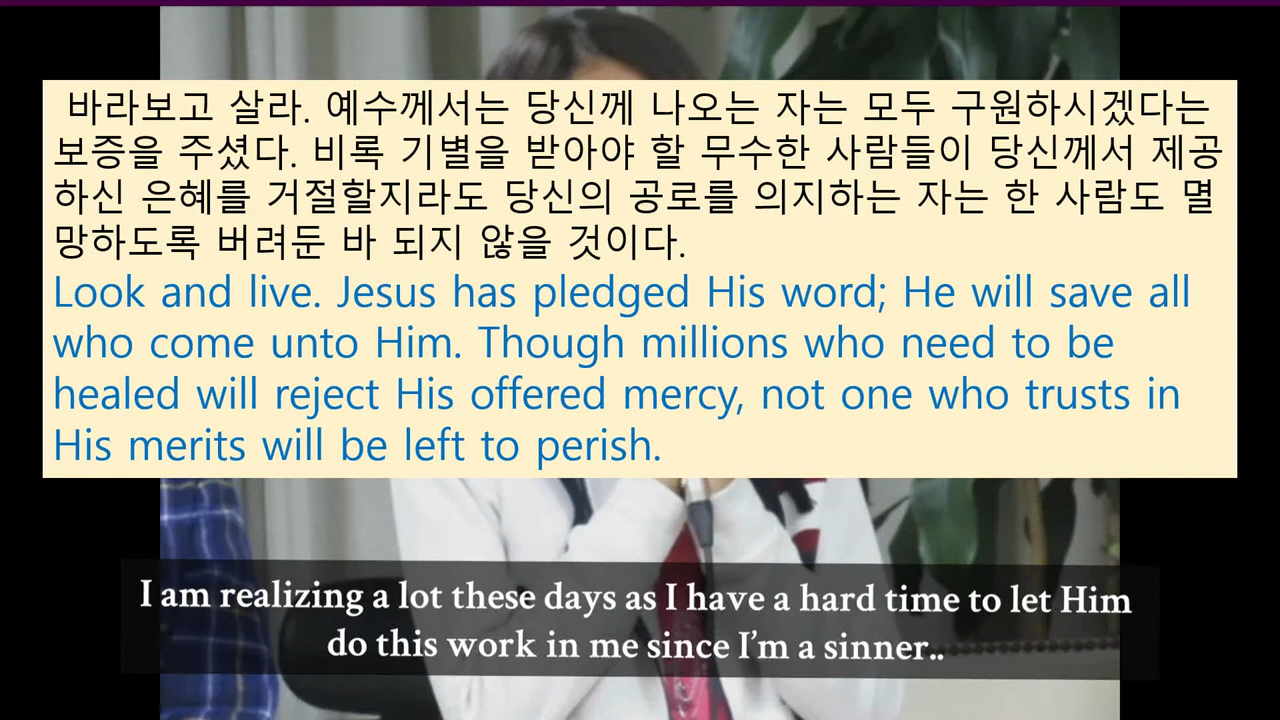 바라보고 살라. 예수께서는 당신께 나오는 자는 모두 구원하시겠다는
보증을 주셨다. 비록 기별을 받아야 할 무수한 사람들이 당신께서 제공
하신 은혜를 거절할지라도 당신의 공로를 의지하는 자는 한 사람도 멸
망하도록 버려둔 바 되지 않을 것이다.
Look and live. Jesus has pledged His word; He will save all
who come unto Him. Though millions who need to be
healed will reject His offered mercy, not one who trusts in
His merits will be left to perish.
I am realizing a lot these days as I have a hard time to let Him
do this work in me since I’m a sinner..